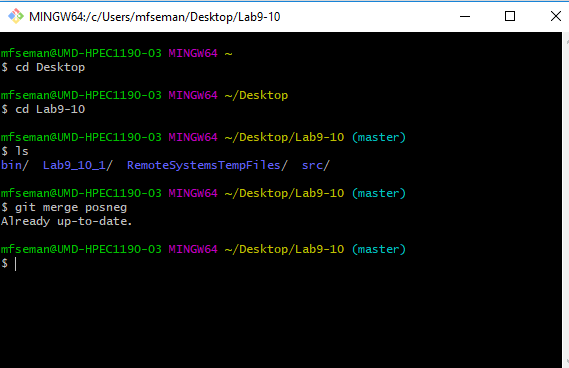 MINGW64:/c/Users/mfseman/Desktop/Lab9-10
mfseman@UMD-HPEC1190-03 MINGW64 ~
$ cd Desktop
mfseman@UMD-HPEC1190-03 MINGW64 ~/Desktop
$ cd Lab9-10
mfseman@UMD-HPEC1190-03 MINGW64 ~/Desktop/Lab9-10 (master)
$ ls
bin/  Lab9_10_1/  RemoteSystemsTempFiles/  src/
mfseman@UMD-HPEC1190-03 MINGW64 ~/Desktop/Lab9-10 (master)
$ git merge posneg
Already up-to-date.
mfseman@UMD-HPEC1190-03 MINGW64 ~/Desktop/Lab9-10 (master)
$